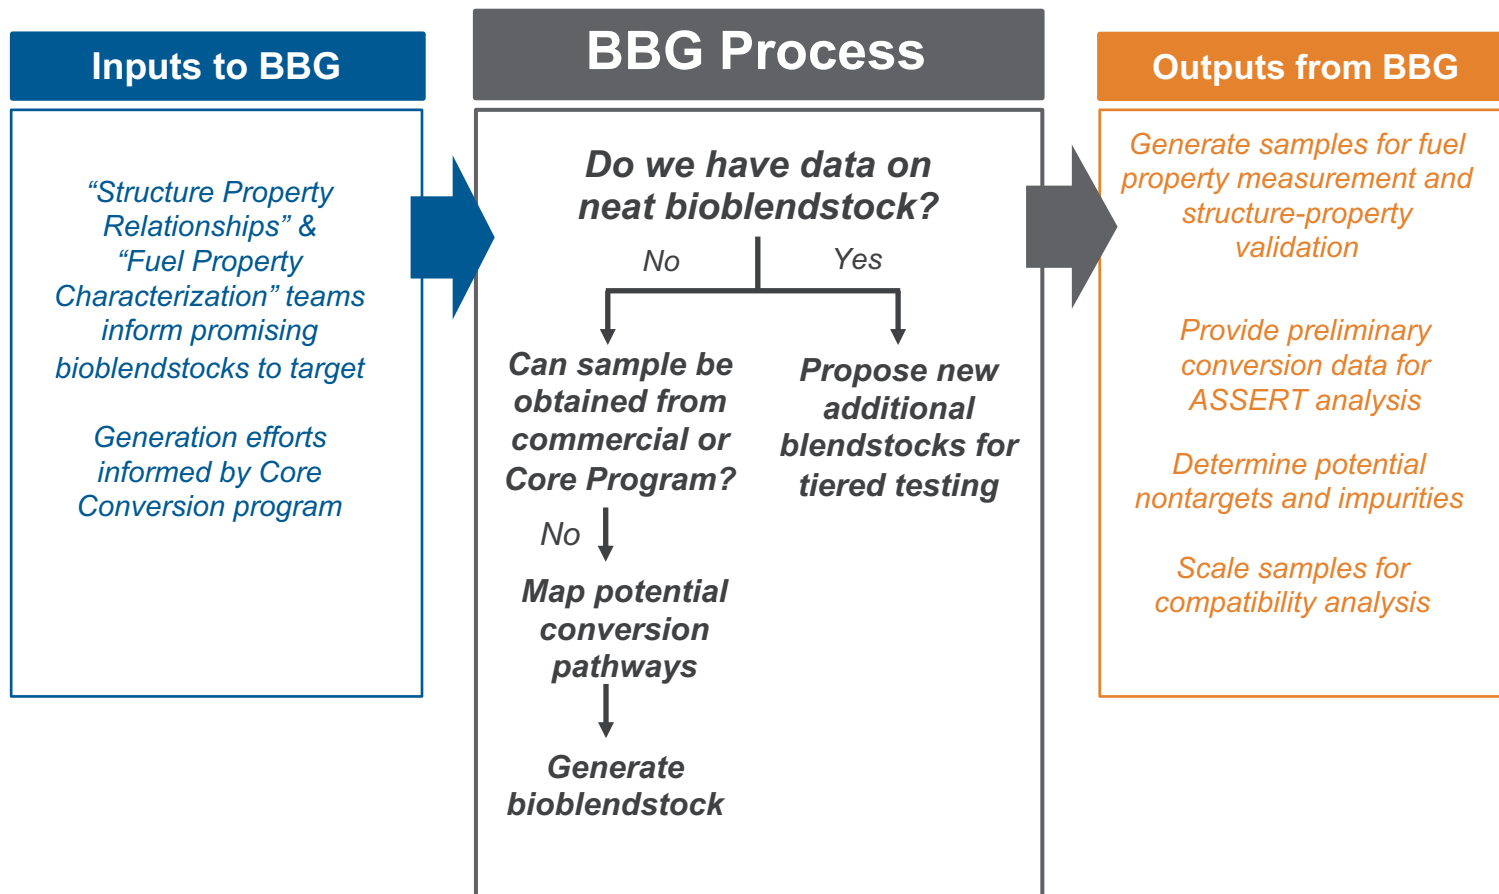 Inputs to BBG
“Structure Property
Relationships” &
“Fuel Property
Characterization” teams
inform promising
bioblendstocks to target
Generation efforts
informed by Core
Conversion program
BBG Process
Do we have data on
neat bioblendstock?
No
Yes
Can sample be
obtained from
commercial or
Core Program?
Propose new
additional
blendstocks for
tiered testing
No
Map potential
conversion
pathways
Generate
bioblendstock
Outputs from BBG
Generate samples for fuel
property measurement and
structure-property
validation
Provide preliminary
conversion data for
ASSERT analysis
Determine potential
nontargets and impurities
Scale samples for
compatibility analysis